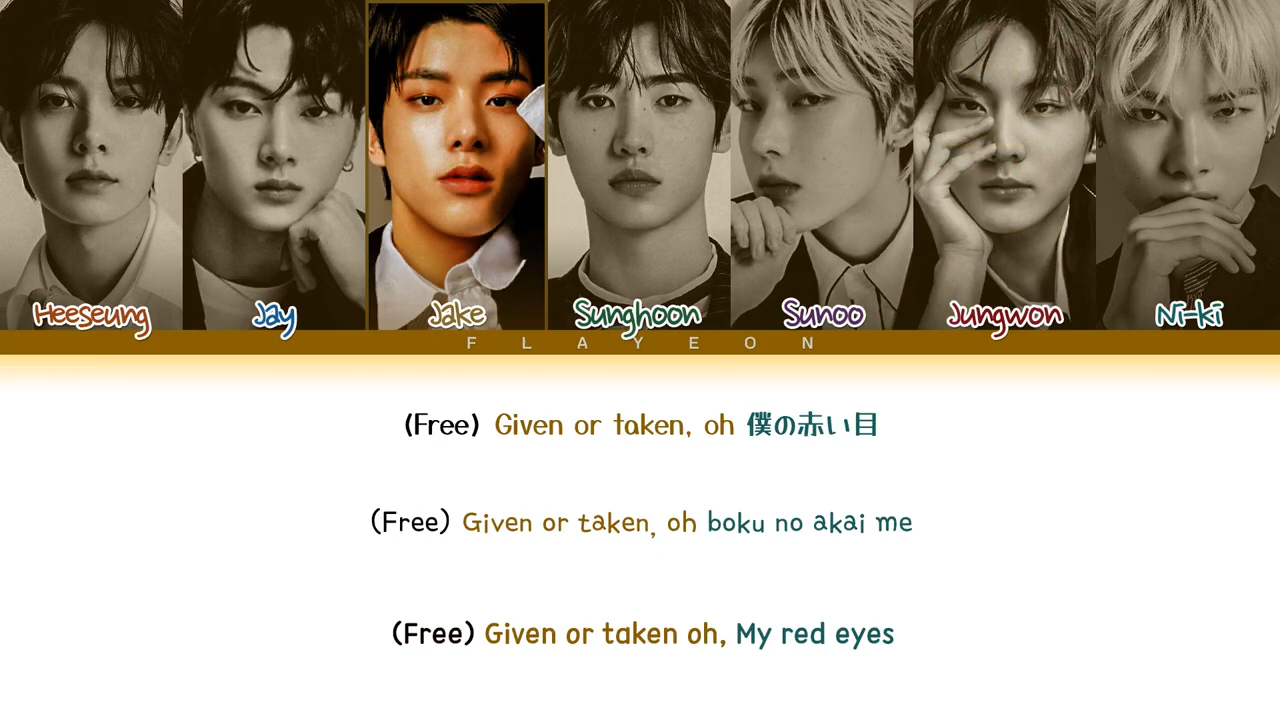 Heeseung Jay Jake Sunghoon Sunoo Jungwon Ni-ki
FLAYEON
(Free) Given or taken, oh 僕の赤い目
(Free) Given or taken, oh boku no akai me
(Free) Given or taken oh, My red eyes